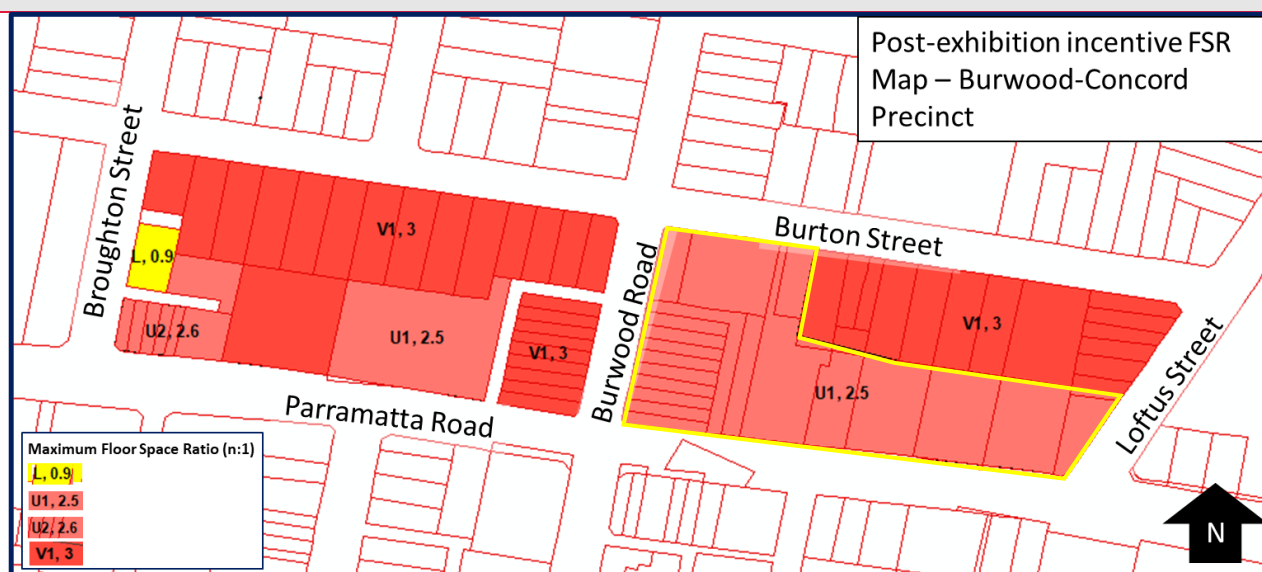 Post-exhibition incentive FSR
Map – Burwood-Concord
Precinct
Broughton Street
V1, 3
L, 0.9
U2, 2.6
U1, 2.5
V1, 3
Burwood Road
Burwood Road
Burton Street
V1, 3
U1, 2.5
Loftus Street
Parramatta Road
Maximum Floor Space Ratio (n:1)
L, 0.9
U1, 2.5
U2, 2.6
V1, 3
N